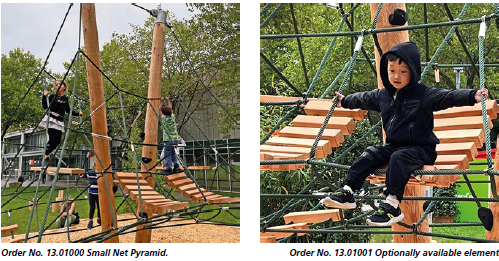 Order No. 13.01000 Small Net Pyramid.
Order No. 13.01001 Optionally available element